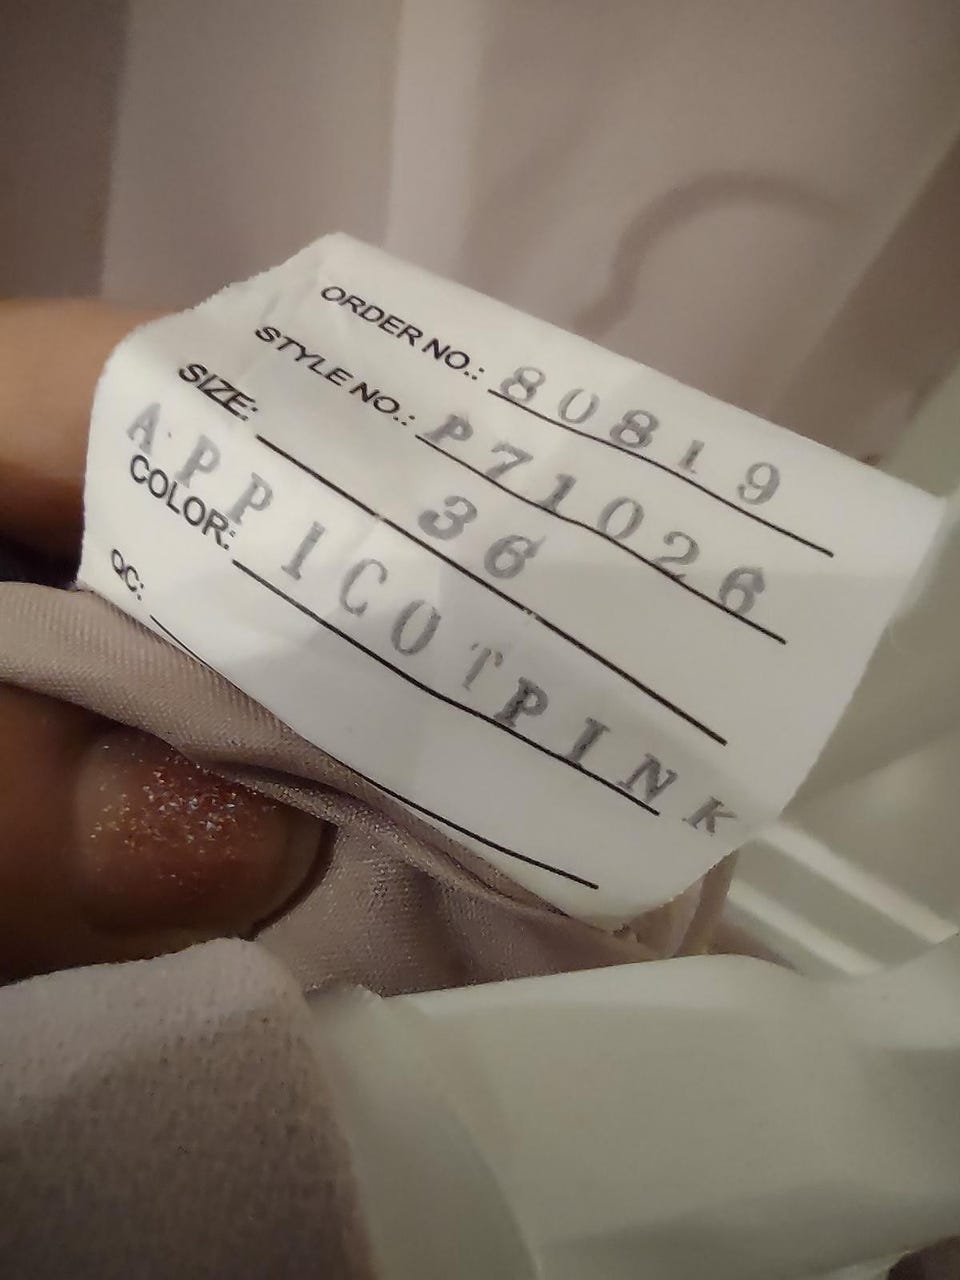 ORDER NO.: 80819
STYLE NO.: P71026
SIZE: 36
APPICOTPINK
COLOR:
QC: